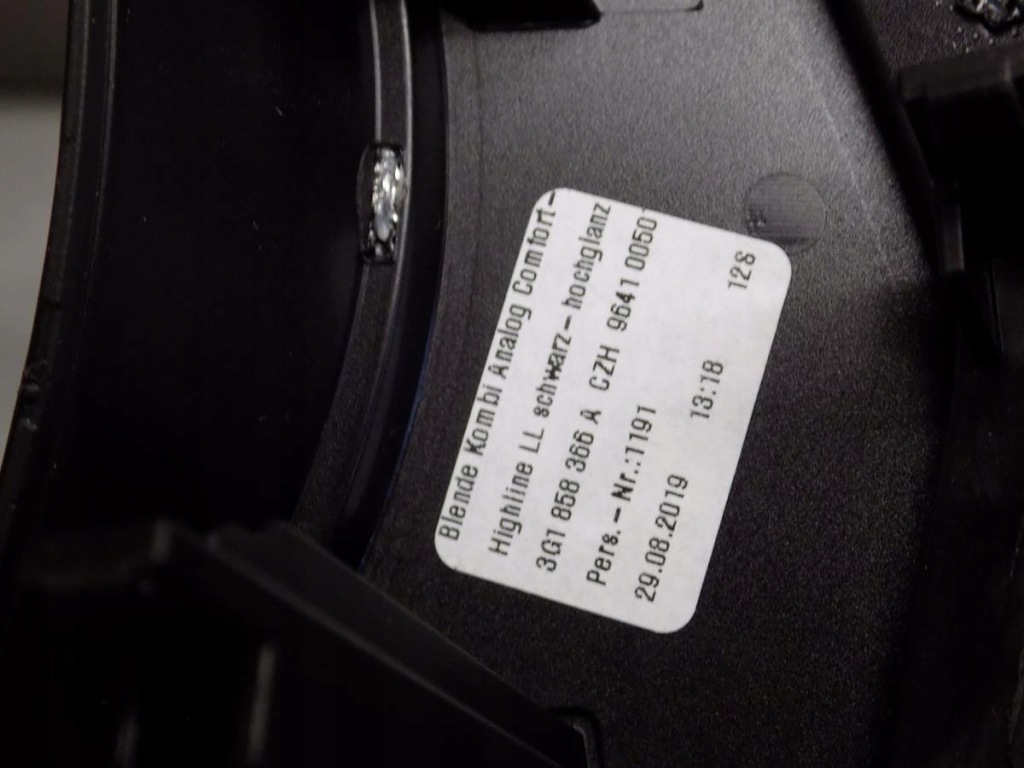 Blende Kombi Analog Comfort-
Highline LL schwarz-hochglanz
3G1 858 366 A CZH 9641 0050
Pers.-Nr.:1191
29.08.2019 13:18 128